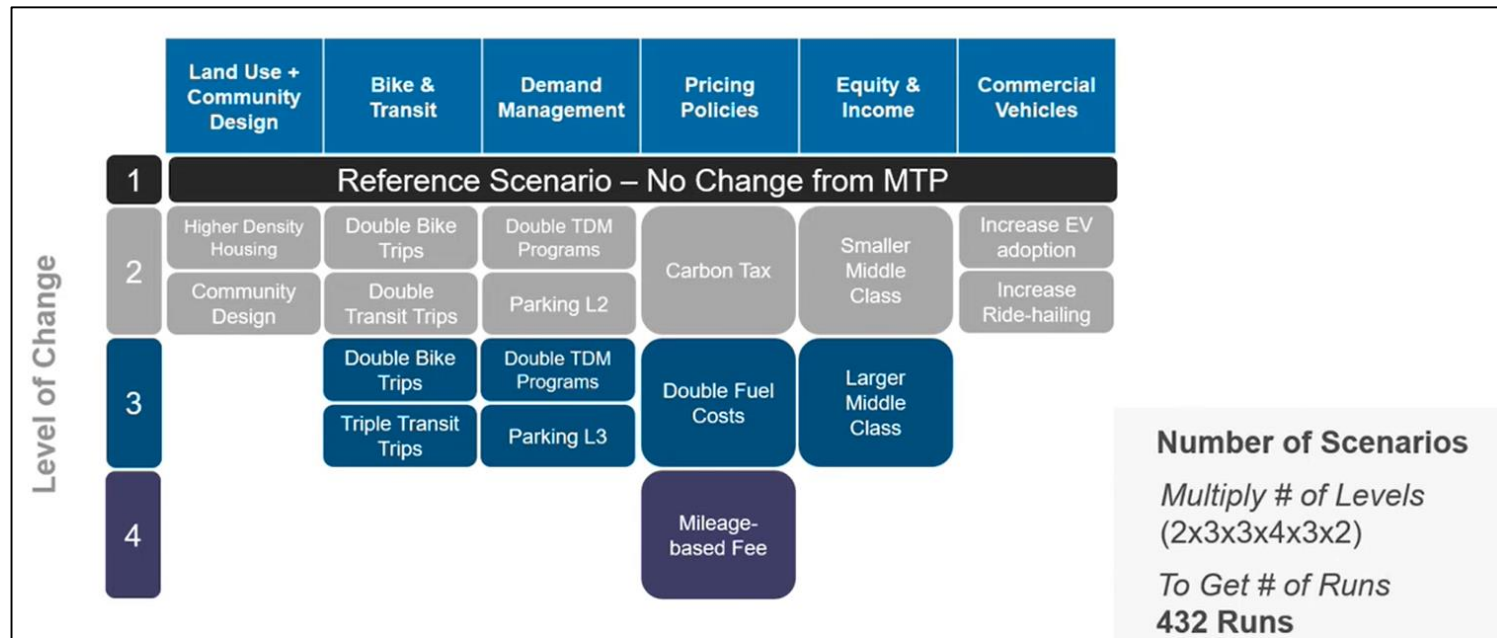 Land Use +
Community
Design
Bike &
Transit
Demand
Management
Pricing
Policies
Equity &
Income
Commercial
Vehicles
Level of Change
1
Reference Scenario – No Change from MTP
2
Higher Density
Housing
Community
Design
Double Bike
Trips
Double
Transit Trips
Double TDM
Programs
Parking L2
Carbon Tax
Smaller
Middle
Class
Increase EV
adoption
Increase
Ride-hailing
3
Double Bike
Trips
Triple Transit
Trips
Double TDM
Programs
Parking L3
Double Fuel
Costs
Larger
Middle
Class
4
Mileage-
based Fee
Number of Scenarios
Multiply # of Levels
(2x3x3x4x3x2)
To Get # of Runs
432 Runs